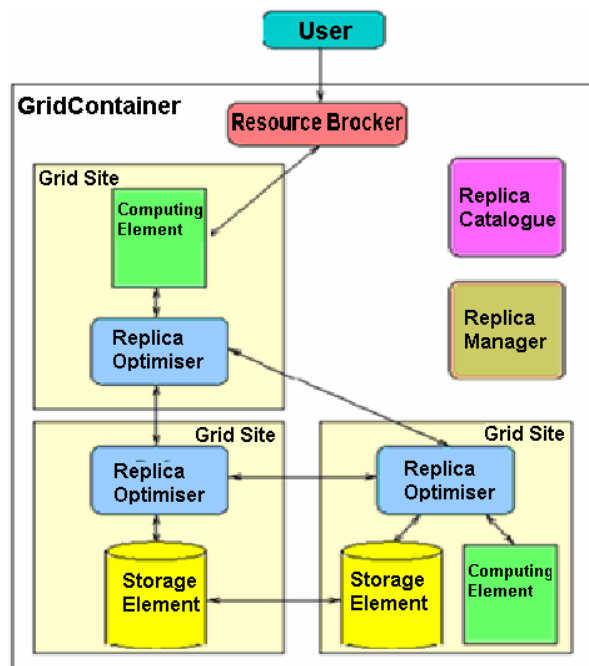 User
GridContainer
Resource Brocker
Grid Site
Computing
Element
Replica
Catalogue
Replica
Optimiser
Replica
Manager
Grid Site
Replica
Optimiser
Storage
Element
Grid Site
Replica
Optimiser
Storage
Element
Computing
Element